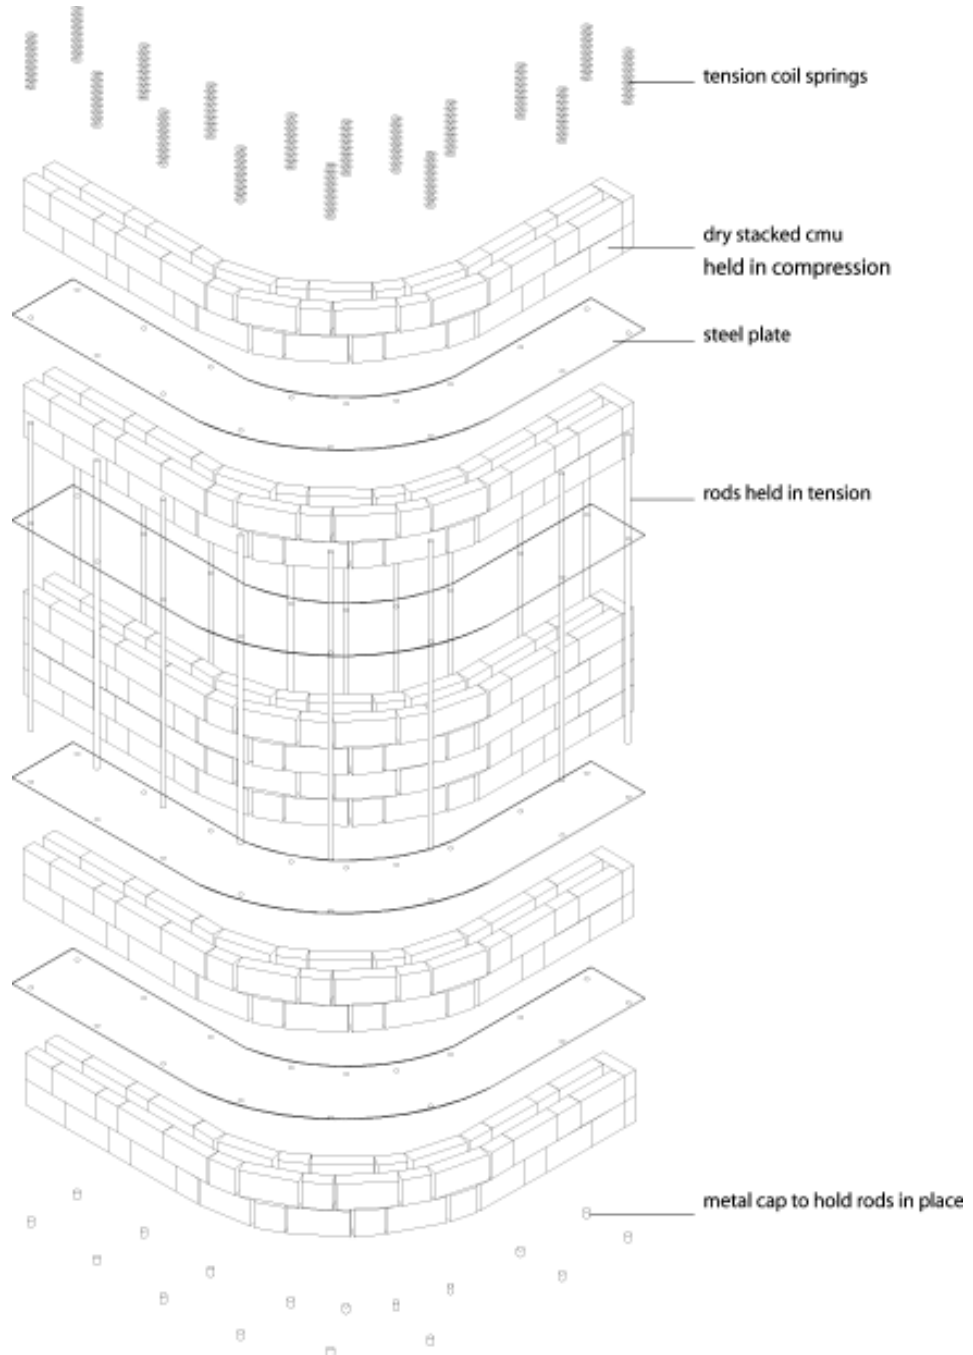 tension coil springs
dry stacked cmu
held in compression
steel plate
rods held in tension
metal cap to hold rods in place